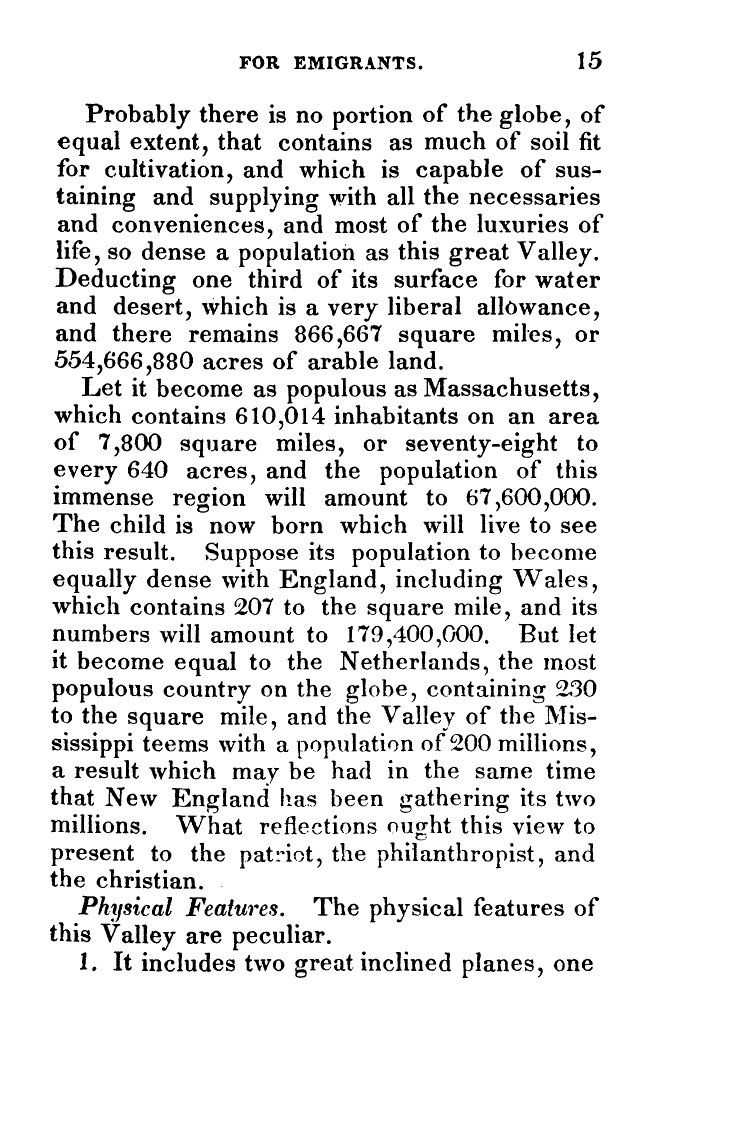 FOR EMIGRANTS. 15
Probably there is no portion of the globe, of
equal extent, that contains as much of soil fit
for cultivation, and which is capable of sus-
taining and supplying with all the necessaries
and conveniences, and most of the luxuries of
life, so dense a population as this great Valley.
Deducting one third of its surface for water
and desert, which is a very liberal allowance,
and there remains 866,667 square miles, or
554,666,880 acres of arable land.
Let it become as populous as Massachusetts,
which contains 610,014 inhabitants on an area
of 7,800 square miles, or seventy-eight to
every 640 acres, and the population of this
immense region will amount to 67,600,000.
The child is now born which will live to see
this result. Suppose its population to become
equally dense with England, including Wales,
which contains 207 to the square mile, and its
numbers will amount to 179,400,000. But let
it become equal to the Netherlands, the most
populous country on the globe, containing 230
to the square mile, and the Valley of the Mis-
sissippi teems with a population of 200 millions,
a result which may be had in the same time
that New England has been gathering its two
millions. What reflections ought this view to
present to the patriot, the philanthropist, and
the christian.
Physical Features. The physical features of
this Valley are peculiar.
1. It includes two great inclined planes, one